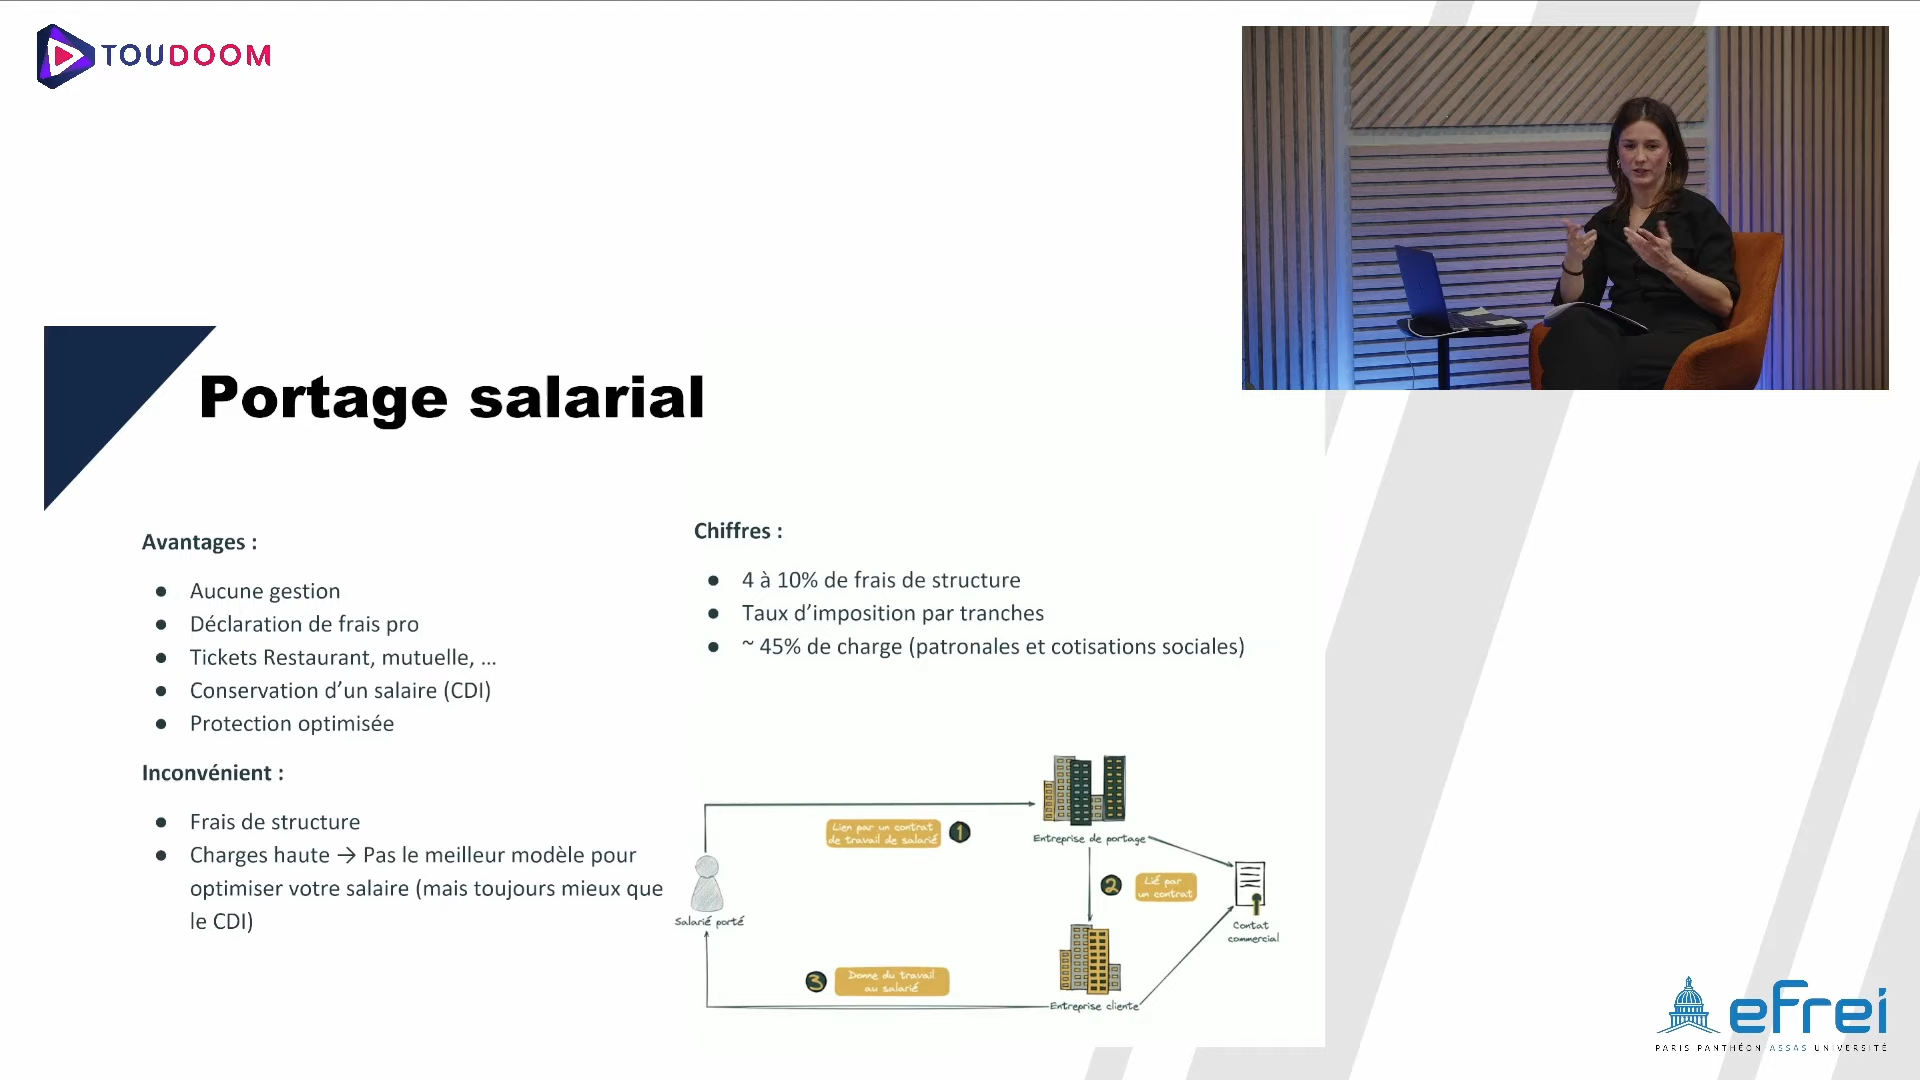 TOUDOOM
Portage salarial
Avantages :
● Aucune gestion
● Déclaration de frais pro
● Tickets Restaurant, mutuelle, ...
● Conservation d'un salaire (CDI)
● Protection optimisée
Inconvénient :
● Frais de structure
● Charges haute → Pas le meilleur modèle pour
optimiser votre salaire (mais toujours mieux que
le CDI)
Chiffres :
● 4 à 10% de frais de structure
● Taux d'imposition par tranches
● ~ 45% de charge (patronales et cotisations sociales)
Lien par un contrat
de travail de salarié
1
Entreprise de portage
2
Lié par
un contrat
Salarié porté
Contat
commercial
3
Donne du travail
au salarié
Entreprise cliente
efrei
PARIS PANTHÉON ASSAS UNIVERSITÉ